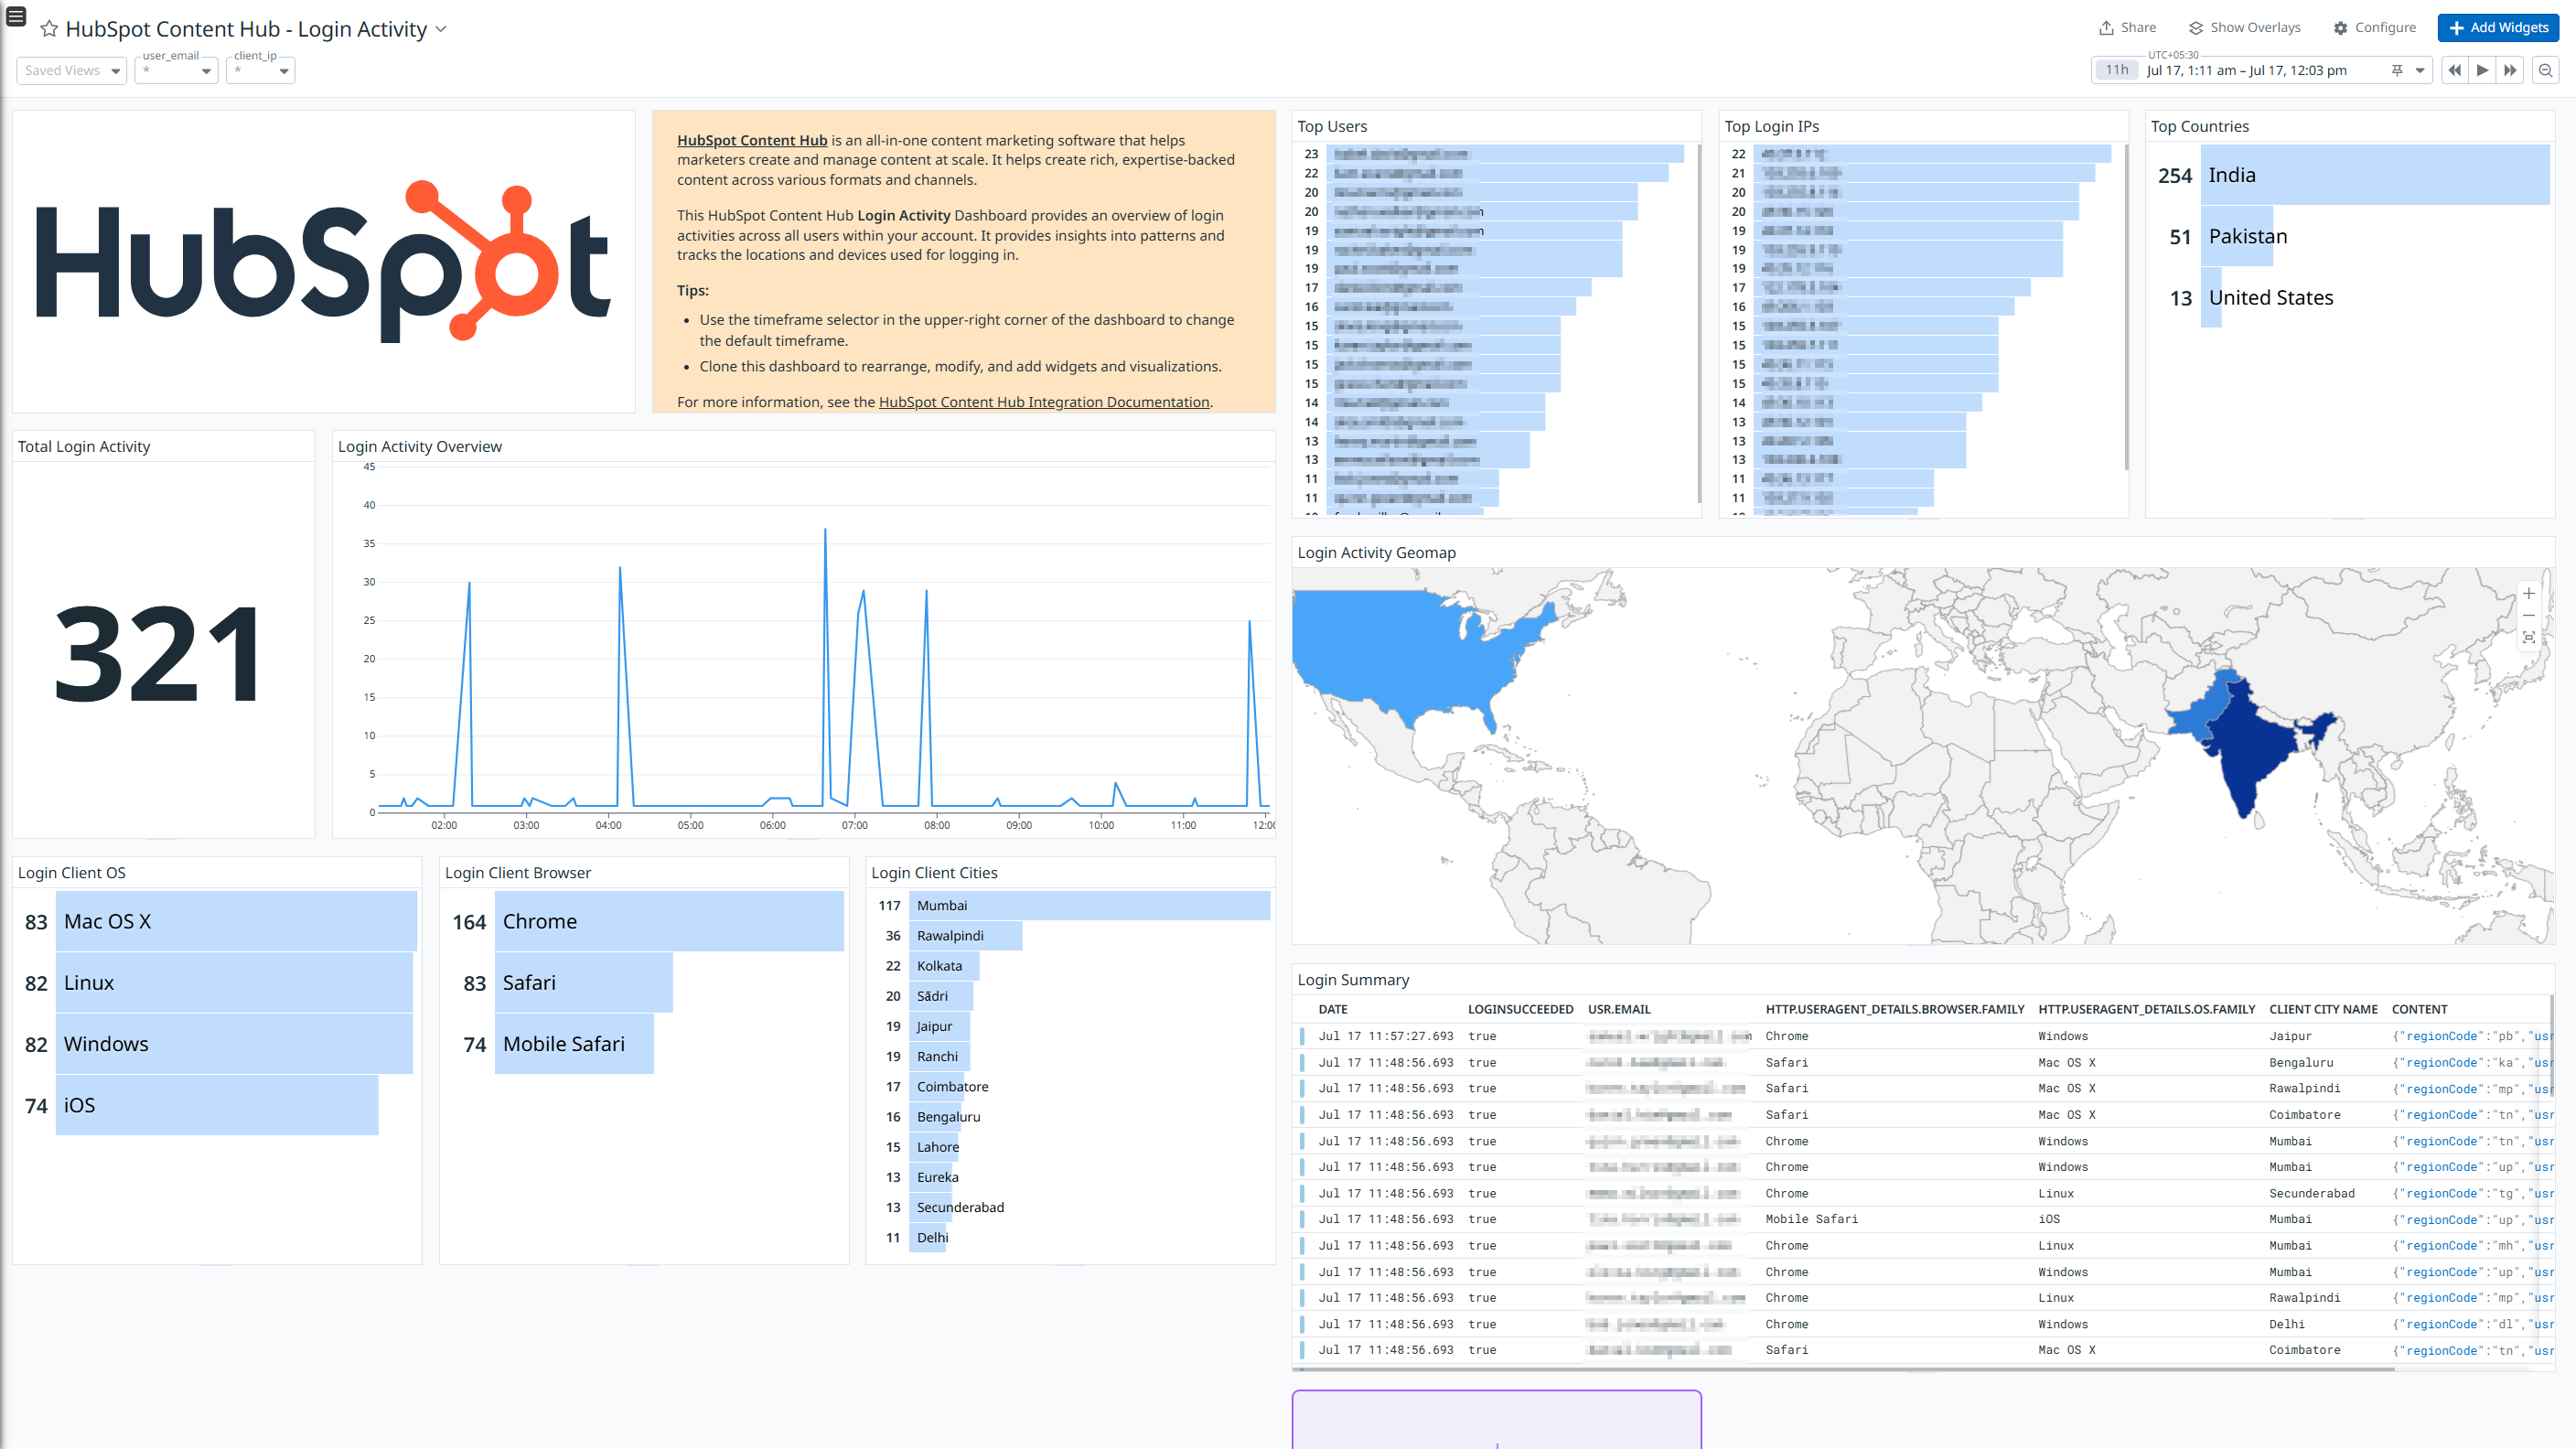 HubSpot Content Hub - Login Activity
Share
Show Overlays
Configure
Add Widgets
Saved Views
user_email
*
client_ip
*
UTC+05:30
11h
Jul 17, 1:11 am – Jul 17, 12:03 pm
HubSpot
HubSpot Content Hub is an all-in-one content marketing software that helps
marketers create and manage content at scale. It helps create rich, expertise-backed
content across various formats and channels.
This HubSpot Content Hub Login Activity Dashboard provides an overview of login
activities across all users within your account. It provides insights into patterns and
tracks the locations and devices used for logging in.
Tips:
• Use the timeframe selector in the upper-right corner of the dashboard to change
the default timeframe.
• Clone this dashboard to rearrange, modify, and add widgets and visualizations.
For more information, see the HubSpot Content Hub Integration Documentation.
Top Users
23
22
20
20
19
19
19
17
16
15
15
15
15
14
14
13
13
11
11
Top Login IPs
22
21
20
20
19
19
19
17
16
15
15
15
15
14
13
13
13
11
11
Top Countries
254 India
51 Pakistan
13 United States
Total Login Activity
321
Login Activity Overview
45
40
35
30
25
20
15
10
5
0
02:00 03:00 04:00 05:00 06:00 07:00 08:00 09:00 10:00 11:00 12:00
Login Activity Geomap
Login Client OS
83 Mac OS X
82 Linux
82 Windows
74 iOS
Login Client Browser
164 Chrome
83 Safari
74 Mobile Safari
Login Client Cities
117 Mumbai
36 Rawalpindi
22 Kolkata
20 Sādri
19 Jaipur
19 Ranchi
17 Coimbatore
16 Bengaluru
15 Lahore
13 Eureka
13 Secunderabad
11 Delhi
Login Summary
DATE LOGINSUCCEEDED USR.EMAIL HTTP.USERAGENT_DETAILS.BROWSER.FAMILY HTTP.USERAGENT_DETAILS.OS.FAMILY CLIENT CITY NAME CONTENT
Jul 17 11:57:27.693 true Chrome Windows Jaipur {"regionCode":"pb","usr
Jul 17 11:48:56.693 true Safari Mac OS X Bengaluru {"regionCode":"ka","usr
Jul 17 11:48:56.693 true Safari Mac OS X Rawalpindi {"regionCode":"mp","usr
Jul 17 11:48:56.693 true Safari Mac OS X Coimbatore {"regionCode":"tn","usr
Jul 17 11:48:56.693 true Chrome Windows Mumbai {"regionCode":"tn","usr
Jul 17 11:48:56.693 true Chrome Windows Mumbai {"regionCode":"up","usr
Jul 17 11:48:56.693 true Chrome Linux Secunderabad {"regionCode":"tg","usr
Jul 17 11:48:56.693 true Mobile Safari iOS Mumbai {"regionCode":"up","usr
Jul 17 11:48:56.693 true Chrome Linux Mumbai {"regionCode":"mh","usr
Jul 17 11:48:56.693 true Chrome Windows Mumbai {"regionCode":"up","usr
Jul 17 11:48:56.693 true Chrome Linux Rawalpindi {"regionCode":"mp","usr
Jul 17 11:48:56.693 true Chrome Windows Delhi {"regionCode":"dl","usr
Jul 17 11:48:56.693 true Safari Mac OS X Coimbatore {"regionCode":"tn","usr